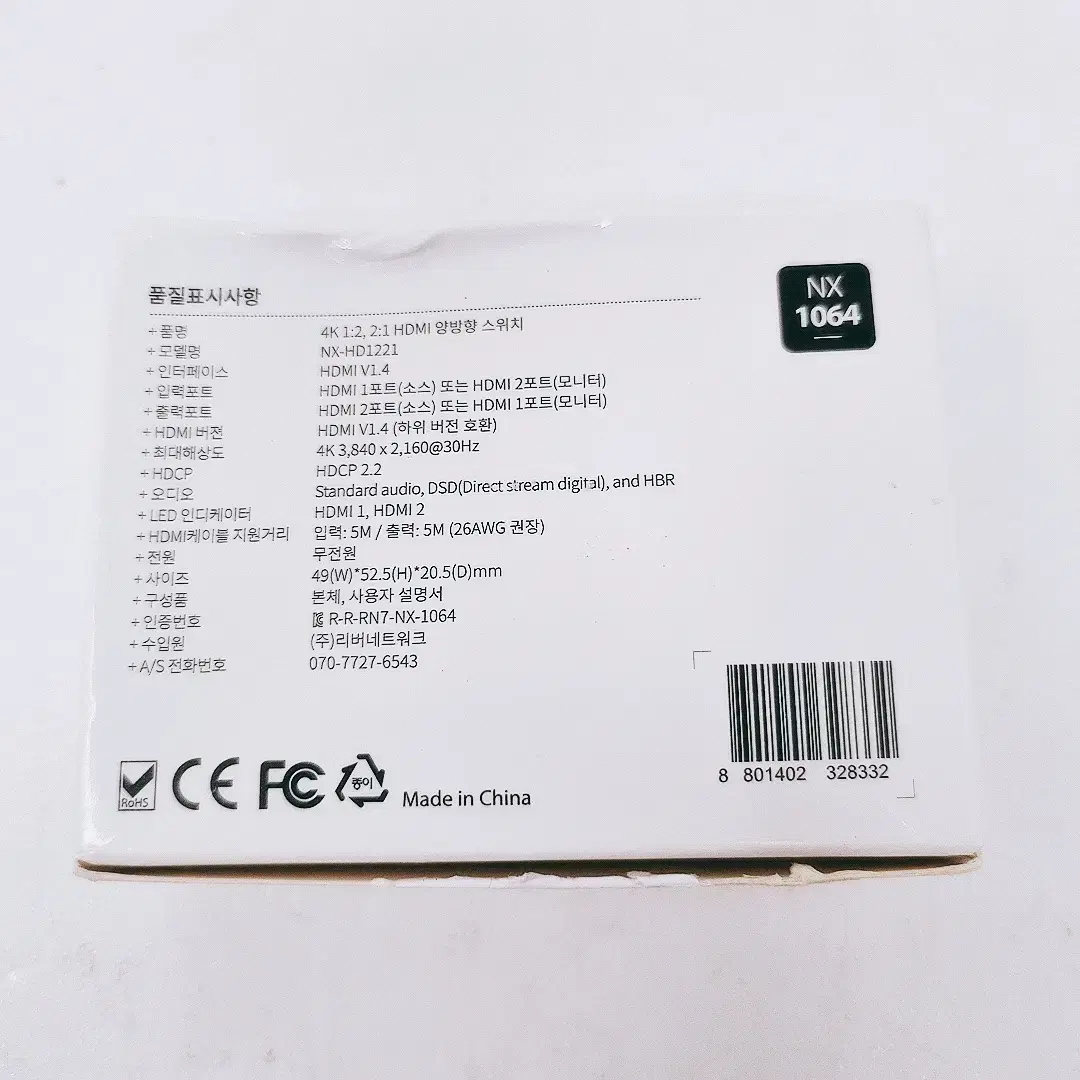 품질표시사항
NX
1064
+ 품명 4K 1:2, 2:1 HDMI 양방향 스위치
+ 모델명 NX-HD1221
+ 인터페이스 HDMI V1.4
+ 입력포트 HDMI 1포트(소스) 또는 HDMI 2포트(모니터)
+ 출력포트 HDMI 2포트(소스) 또는 HDMI 1포트(모니터)
+ HDMI 버젼 HDMI V1.4 (하위 버전 호환)
+ 최대해상도 4K 3,840 x 2,160@30Hz
+ HDCP HDCP 2.2
+ 오디오 Standard audio, DSD(Direct stream digital), and HBR
+ LED 인디케이터 HDMI 1, HDMI 2
+ HDMI케이블 지원거리 입력: 5M / 출력: 5M (26AWG 권장)
+ 전원 무전원
+ 사이즈 49(W)*52.5(H)*20.5(D)mm
+ 구성품 본체, 사용자 설명서
+ 인증번호 R-R-RN7-NX-1064
+ 수입원 (주)리버네트워크
+ A/S 전화번호 070-7727-6543
8 801402 328332
RoHS CE FC 종이 Made in China